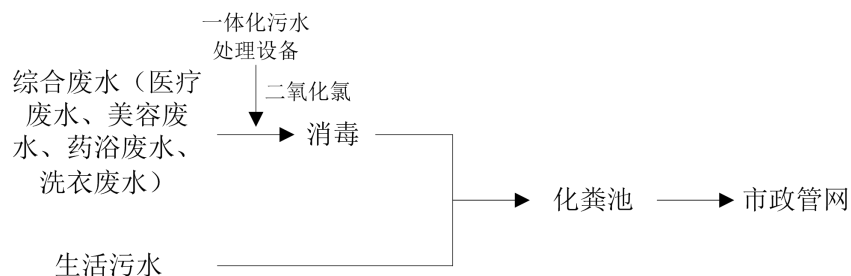 一体化污水
处理设备
综合废水（医疗
废水、美容废
水、药浴废水、
洗衣废水）
二氧化氯
消毒
化粪池
市政管网
生活污水